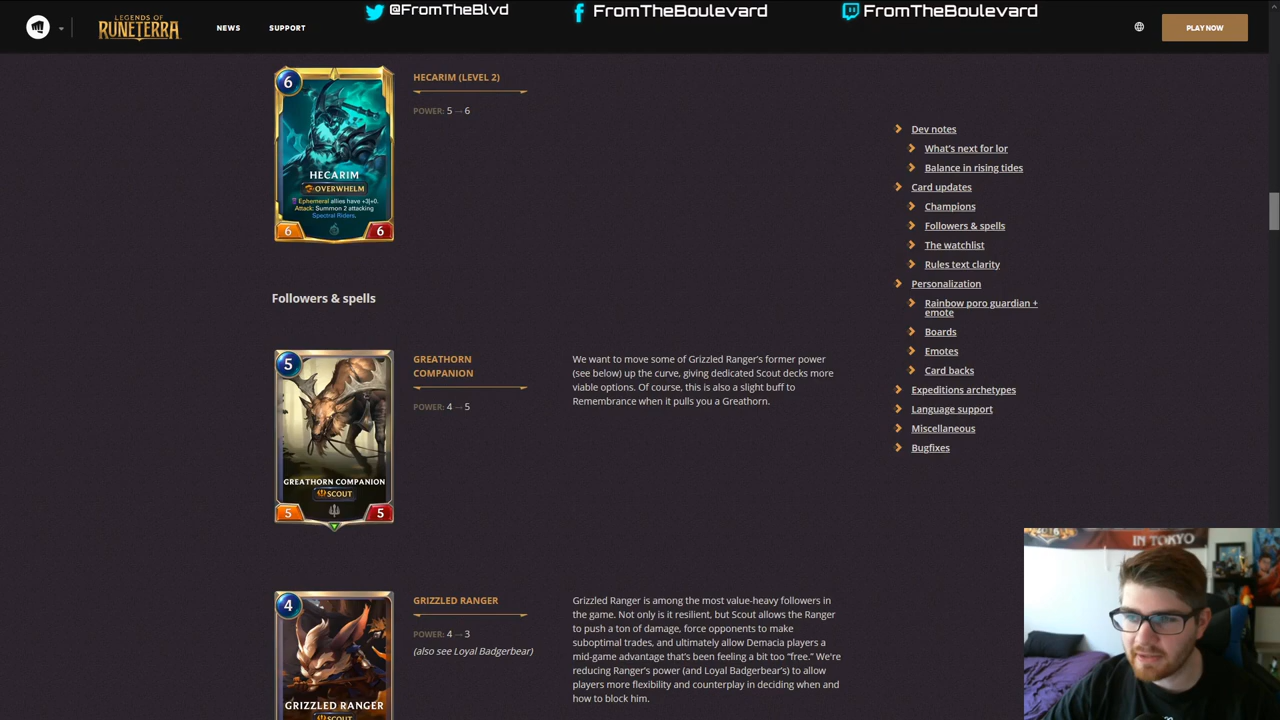 @FromTheBlvd
FromTheBoulevard
FromTheBoulevard
LEGENDS OF
RUNETERRA
NEWS
SUPPORT
PLAY NOW
6
HECARIM
OVERWHELM
Ephemeral allies have +3|+0.
Attack: Summon 2 attacking
Spectral Riders.
6
6
HECARIM (LEVEL 2)
POWER: 5 → 6
Followers & spells
5
GREATHORN COMPANION
SCOUT
5
5
GREATHORN
COMPANION
POWER: 4 → 5
We want to move some of Grizzled Ranger's former power
(see below) up the curve, giving dedicated Scout decks more
viable options. Of course, this is also a slight buff to
Remembrance when it pulls you a Greathorn.
4
GRIZZLED RANGER
SCOUT
GRIZZLED RANGER
POWER: 4 → 3
(also see Loyal Badgerbear)
Grizzled Ranger is among the most value-heavy followers in
the game. Not only is it resilient, but Scout allows the Ranger
to push a ton of damage, force opponents to make
suboptimal trades, and ultimately allow Demacia players a
mid-game advantage that's been feeling a bit too "free." We're
reducing Ranger's power (and Loyal Badgerbear's) to allow
players more flexibility and counterplay in deciding when and
how to block him.
Dev notes
What's next for lor
Balance in rising tides
Card updates
Champions
Followers & spells
The watchlist
Rules text clarity
Personalization
Rainbow poro guardian +
emote
Boards
Emotes
Card backs
Expeditions archetypes
Language support
Miscellaneous
Bugfixes
IN TOKYO